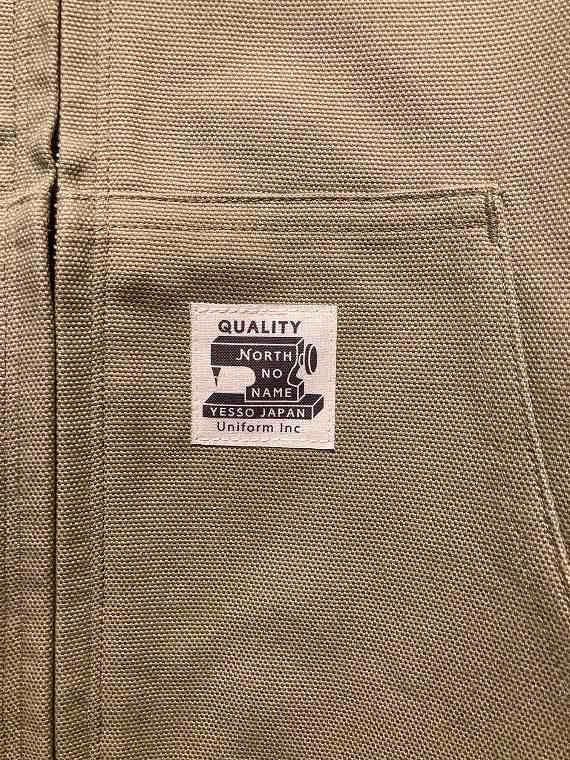 QUALITY
NORTH
NO
NAME
YESSO JAPAN
Uniform Inc